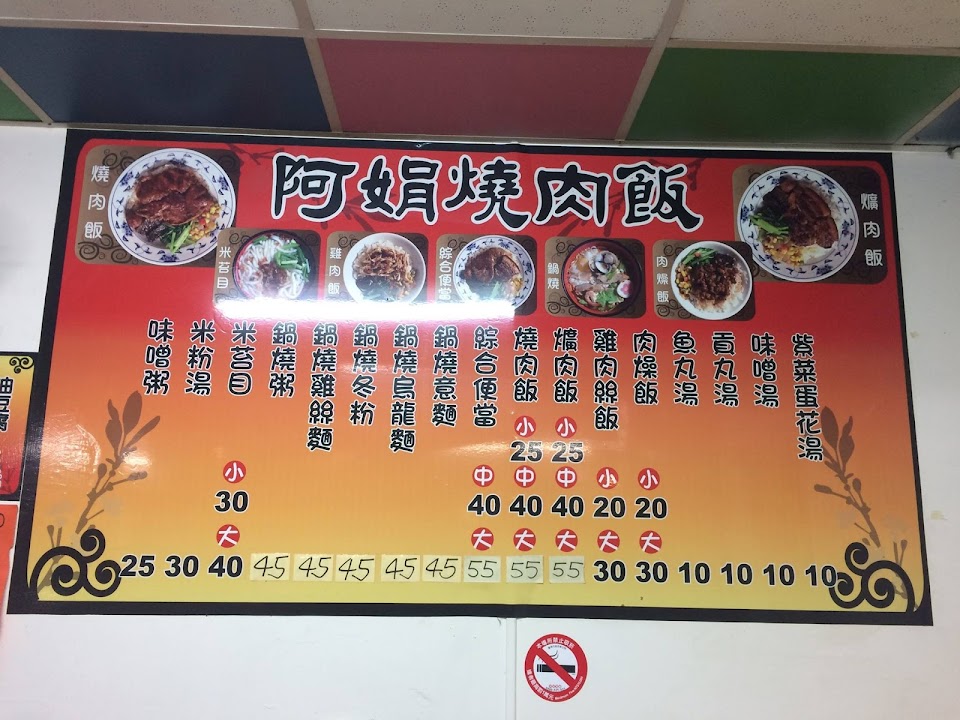 阿娟燒肉飯
燒肉飯
米苔目
雞肉飯
綜合便當
鍋燒
肉燥飯
爌肉飯
紫菜蛋花湯 10
味噌湯 10
貢丸湯 10
魚丸湯 10
肉燥飯 小 20 大 30
雞肉絲飯 小 20 大 30
爌肉飯 小 25 中 40 大 55
燒肉飯 小 25 中 40 大 55
綜合便當 中 40 大 55
鍋燒意麵 45
鍋燒烏龍麵 45
鍋燒冬粉 45
鍋燒雞絲麵 45
鍋燒粥 45
米苔目 小 30 大 40
米粉湯 30
味噌粥 25